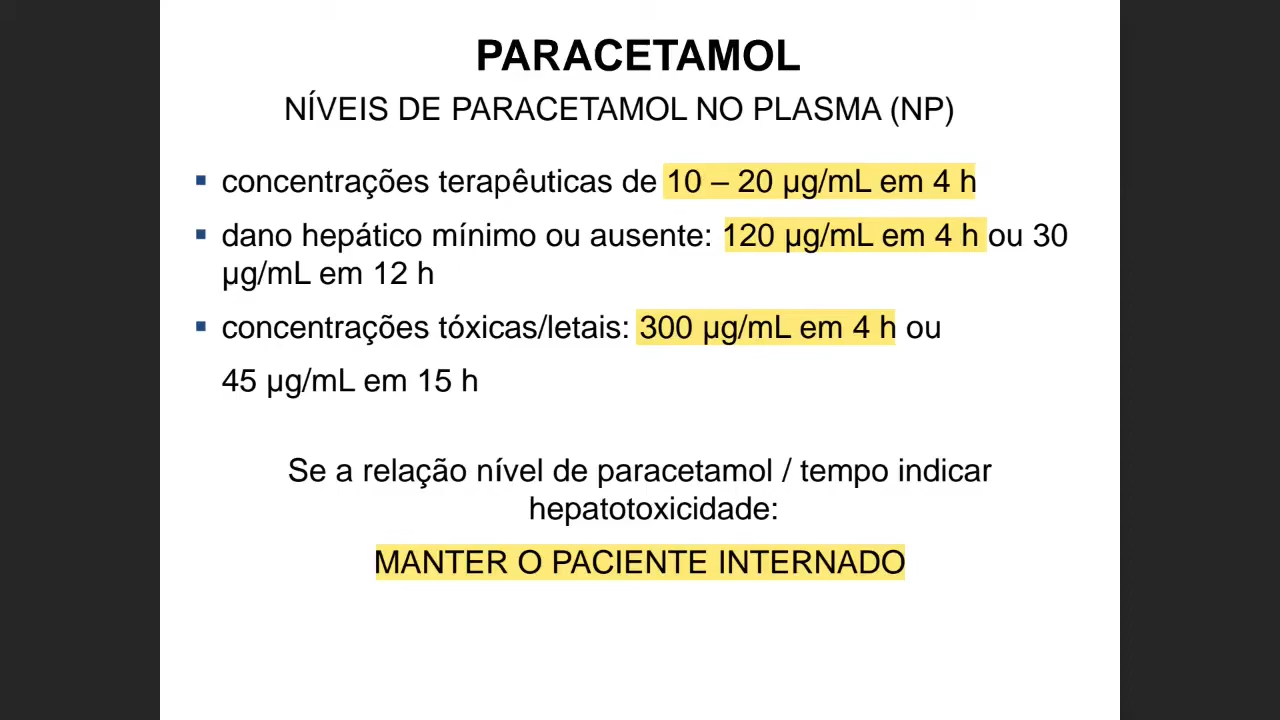 PARACETAMOL
NÍVEIS DE PARACETAMOL NO PLASMA (NP)
▪ concentrações terapêuticas de 10 – 20 µg/mL em 4 h
▪ dano hepático mínimo ou ausente: 120 µg/mL em 4 h ou 30
µg/mL em 12 h
▪ concentrações tóxicas/letais: 300 µg/mL em 4 h ou
45 µg/mL em 15 h
Se a relação nível de paracetamol / tempo indicar
hepatotoxicidade:
MANTER O PACIENTE INTERNADO